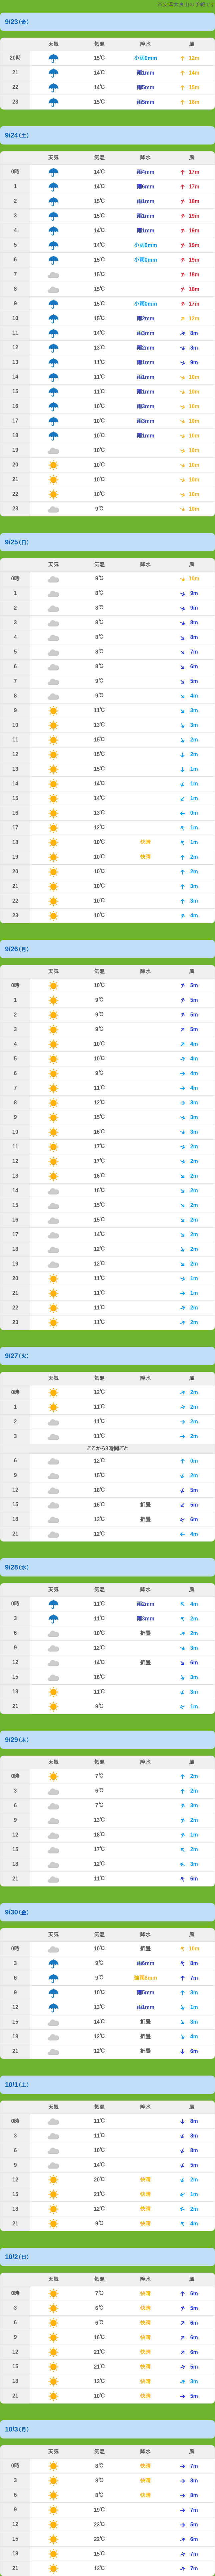 9/23(金)
天気 気温 降水 風
20時 15℃ 小雨0mm 12m
21 14℃ 雨1mm 14m
22 14℃ 雨5mm 15m
23 15℃ 雨5mm 16m
9/24(土)
天気 気温 降水 風
0時 14℃ 雨4mm 17m
1 14℃ 雨6mm 17m
2 15℃ 雨1mm 18m
3 15℃ 雨1mm 19m
4 14℃ 雨1mm 19m
5 14℃ 小雨0mm 19m
6 15℃ 小雨0mm 19m
7 15℃ 18m
8 15℃ 18m
9 15℃ 小雨0mm 17m
10 15℃ 雨2mm 12m
11 14℃ 雨3mm 8m
12 13℃ 雨2mm 8m
13 11℃ 雨1mm 9m
14 11℃ 雨1mm 10m
15 11℃ 雨1mm 10m
16 10℃ 雨3mm 10m
17 10℃ 雨3mm 10m
18 10℃ 雨1mm 10m
19 10℃ 10m
20 10℃ 10m
21 10℃ 10m
22 10℃ 10m
23 9℃ 10m
9/25(日)
天気 気温 降水 風
0時 9℃ 10m
1 8℃ 9m
2 8℃ 9m
3 8℃ 8m
4 8℃ 8m
5 8℃ 7m
6 8℃ 6m
7 9℃ 5m
8 9℃ 4m
9 11℃ 3m
10 13℃ 3m
11 15℃ 2m
12 15℃ 2m
13 15℃ 1m
14 14℃ 1m
15 14℃ 1m
16 13℃ 0m
17 12℃ 1m
18 10℃ 快晴 1m
19 10℃ 快晴 2m
20 10℃ 2m
21 10℃ 3m
22 10℃ 3m
23 10℃ 4m
9/26(月)
天気 気温 降水 風
0時 10℃ 5m
1 9℃ 5m
2 9℃ 5m
3 9℃ 5m
4 10℃ 4m
5 10℃ 4m
6 9℃ 4m
7 11℃ 4m
8 12℃ 3m
9 15℃ 3m
10 16℃ 3m
11 17℃ 2m
12 17℃ 2m
13 16℃ 2m
14 16℃ 2m
15 15℃ 2m
16 15℃ 2m
17 14℃ 2m
18 12℃ 2m
19 12℃ 2m
20 11℃ 1m
21 11℃ 1m
22 11℃ 2m
23 11℃ 2m
9/27(火)
天気 気温 降水 風
0時 12℃ 2m
1 11℃ 2m
2 11℃ 2m
3 11℃ 2m
ここから3時間ごと
6 12℃ 0m
9 15℃ 2m
12 18℃ 5m
15 16℃ 折曇 5m
18 13℃ 折曇 6m
21 12℃ 4m
9/28(水)
天気 気温 降水 風
0時 11℃ 雨2mm 4m
3 11℃ 雨3mm 2m
6 10℃ 折曇 2m
9 12℃ 3m
12 14℃ 折曇 6m
15 16℃ 3m
18 11℃ 3m
21 9℃ 1m
9/29(木)
天気 気温 降水 風
0時 7℃ 2m
3 6℃ 2m
6 7℃ 3m
9 13℃ 2m
12 18℃ 1m
15 17℃ 2m
18 12℃ 3m
21 11℃ 6m
9/30(金)
天気 気温 降水 風
0時 10℃ 折曇 10m
3 9℃ 雨6mm 8m
6 9℃ 強雨8mm 7m
9 10℃ 雨5mm 3m
12 13℃ 雨1mm 1m
15 14℃ 折曇 3m
18 12℃ 折曇 4m
21 12℃ 折曇 6m
10/1(土)
天気 気温 降水 風
0時 11℃ 8m
3 11℃ 8m
6 10℃ 8m
9 14℃ 5m
12 20℃ 快晴 2m
15 21℃ 快晴 1m
18 12℃ 快晴 2m
21 9℃ 快晴 4m
10/2(日)
天気 気温 降水 風
0時 7℃ 快晴 6m
3 6℃ 快晴 5m
6 6℃ 快晴 6m
9 16℃ 快晴 6m
12 21℃ 快晴 6m
15 21℃ 快晴 5m
18 13℃ 快晴 3m
21 10℃ 快晴 5m
10/3(月)
天気 気温 降水 風
0時 8℃ 快晴 7m
3 8℃ 快晴 8m
6 8℃ 快晴 8m
9 19℃ 7m
12 23℃ 5m
15 22℃ 6m
18 15℃ 7m
21 13℃ 7m